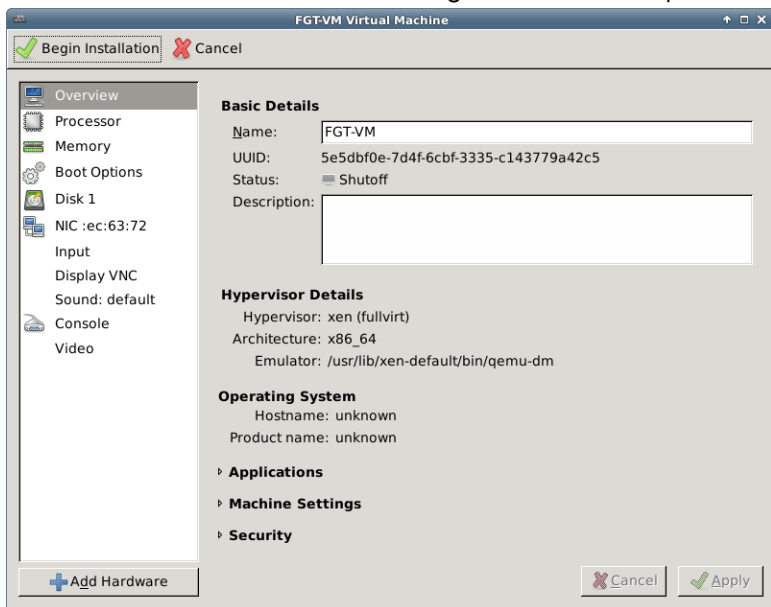 FGT-VM Virtual Machine
Begin Installation Cancel
Overview
Processor
Memory
Boot Options
Disk 1
NIC :ec:63:72
Input
Display VNC
Sound: default
Console
Video
Add Hardware
Basic Details
Name: FGT-VM
UUID: 5e5dbf0e-7d4f-6cbf-3335-c143779a42c5
Status: Shutoff
Description:
Hypervisor Details
Hypervisor: xen (fullvirt)
Architecture: x86_64
Emulator: /usr/lib/xen-default/bin/qemu-dm
Operating System
Hostname: unknown
Product name: unknown
Applications
Machine Settings
Security
Cancel Apply